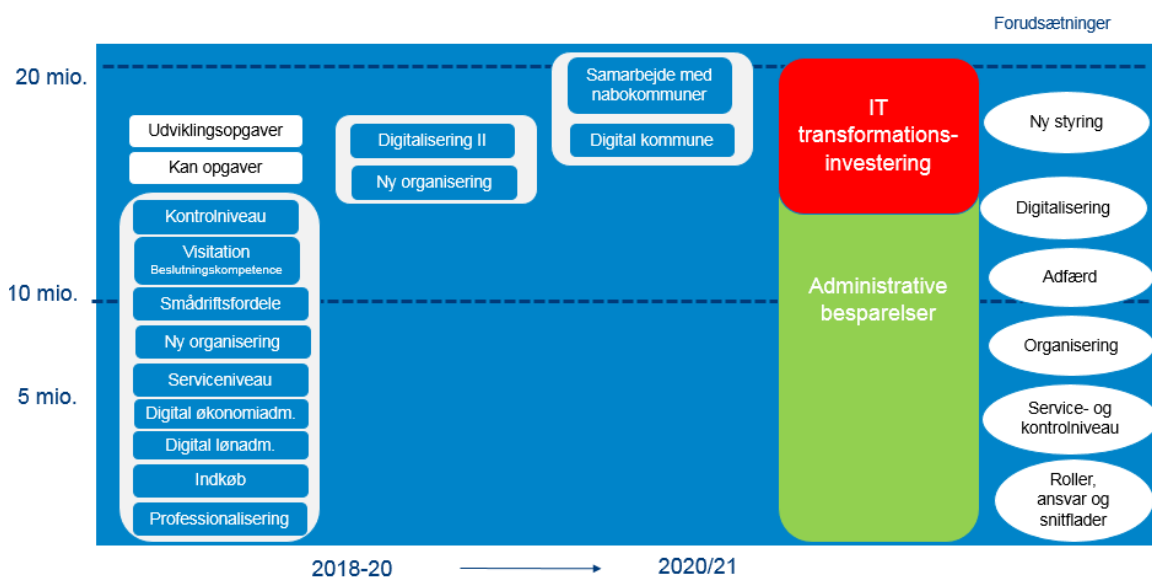 Forudsætninger
20 mio.
10 mio.
5 mio.
Udviklingsopgaver
Kan opgaver
Kontrolniveau
Visitation
Beslutningskompetence
Smådriftsfordele
Ny organisering
Serviceniveau
Digital økonomiadm.
Digital lønadm.
Indkøb
Professionalisering
Digitalisering II
Ny organisering
Samarbejde med
nabokommuner
Digital kommune
IT
transformations-
investering
Administrative
besparelser
Ny styring
Digitalisering
Adfærd
Organisering
Service- og
kontrolniveau
Roller,
ansvar og
snitflader
2018-20
2020/21